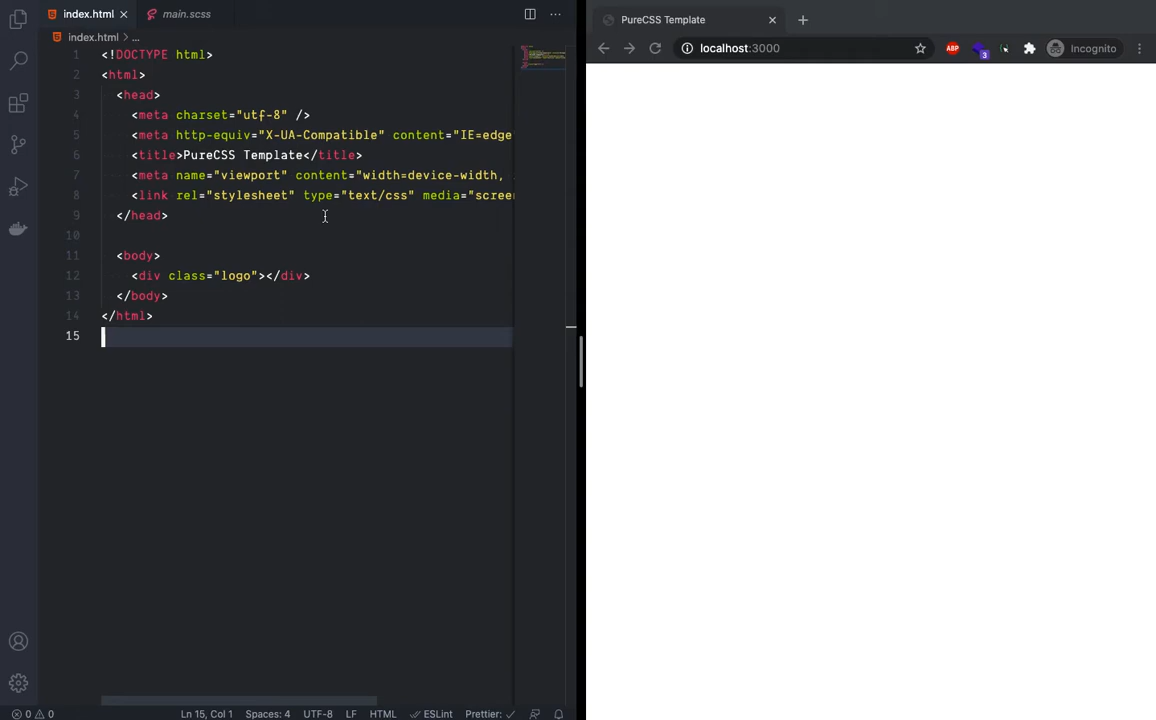 index.html
main.scss
index.html > ...
1 <!DOCTYPE html>
2 <html>
3 <head>
4 <meta charset="utf-8" />
5 <meta http-equiv="X-UA-Compatible" content="IE=edge
6 <title>PureCSS Template</title>
7 <meta name="viewport" content="width=device-width,
8 <link rel="stylesheet" type="text/css" media="screen
9 </head>
10
11 <body>
12 <div class="logo"></div>
13 </body>
14 </html>
15
0 0
Ln 15, Col 1 Spaces: 4 UTF-8 LF HTML ESLint Prettier:
PureCSS Template
localhost:3000
ABP
3
Incognito